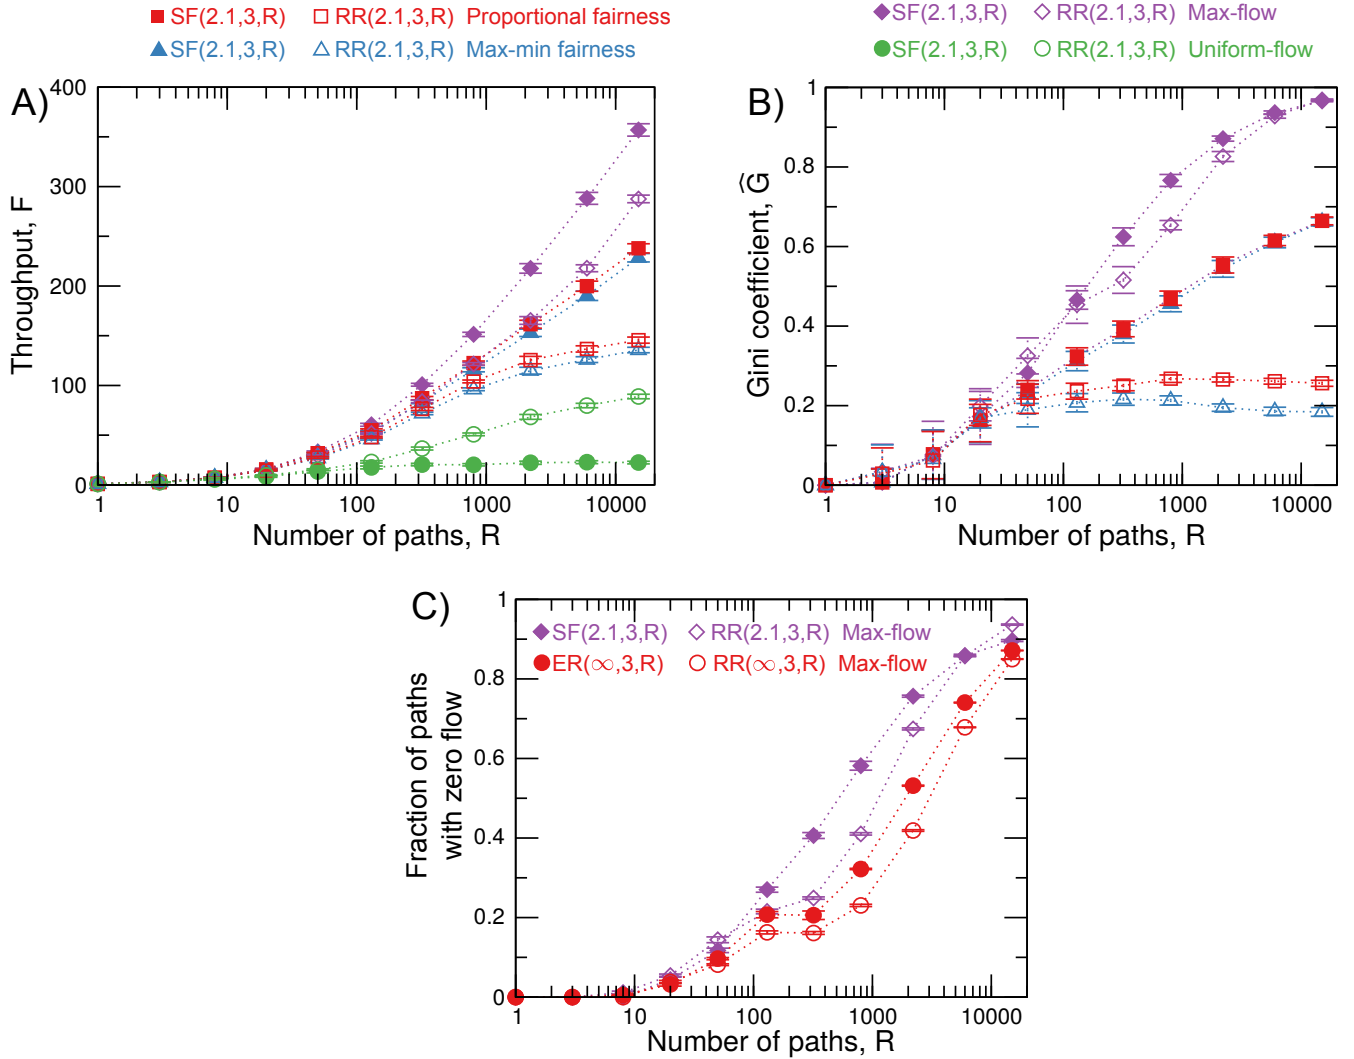 SF(2.1,3,R) RR(2.1,3,R) Proportional fairness
SF(2.1,3,R) RR(2.1,3,R) Max-min fairness
SF(2.1,3,R) RR(2.1,3,R) Max-flow
SF(2.1,3,R) RR(2.1,3,R) Uniform-flow
A)
400
300
200
100
0
Throughput, F
1 10 100 1000 10000
Number of paths, R
B)
1
0.8
0.6
0.4
0.2
0
Gini coefficient, Ĝ
1 10 100 1000 10000
Number of paths, R
C)
SF(2.1,3,R) RR(2.1,3,R) Max-flow
ER(∞,3,R) RR(∞,3,R) Max-flow
1
0.8
0.6
0.4
0.2
0
Fraction of paths
with zero flow
1 10 100 1000 10000
Number of paths, R